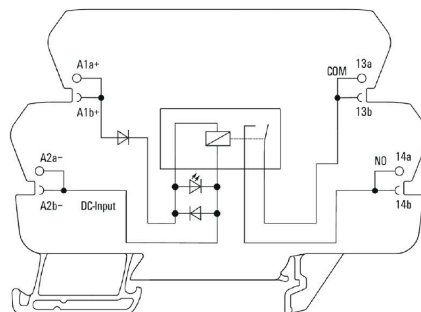 A1a+
A1b+
COM
13a
13b
A2a−
A2b−
DC-Input
NO
14a
14b